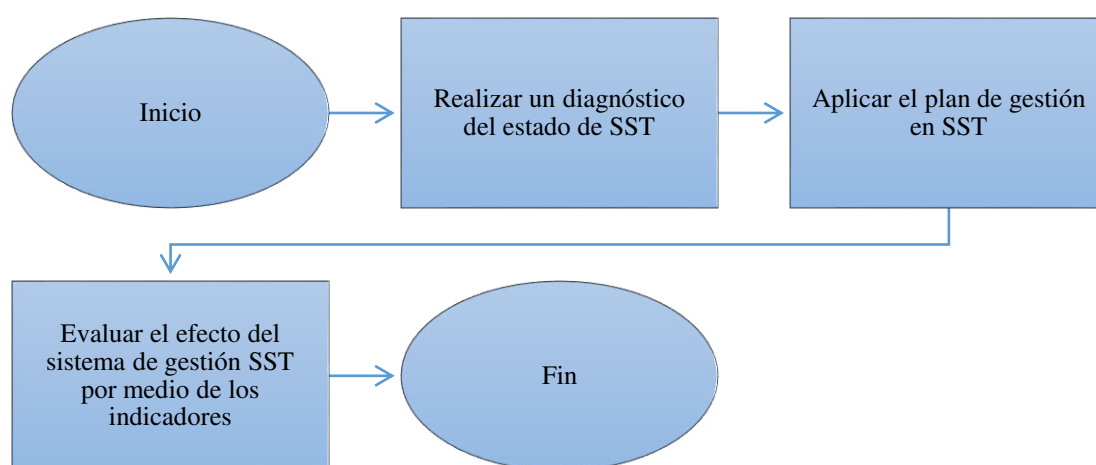 Inicio
Realizar un diagnóstico
del estado de SST
Aplicar el plan de gestión
en SST
Evaluar el efecto del
sistema de gestión SST
por medio de los
indicadores
Fin